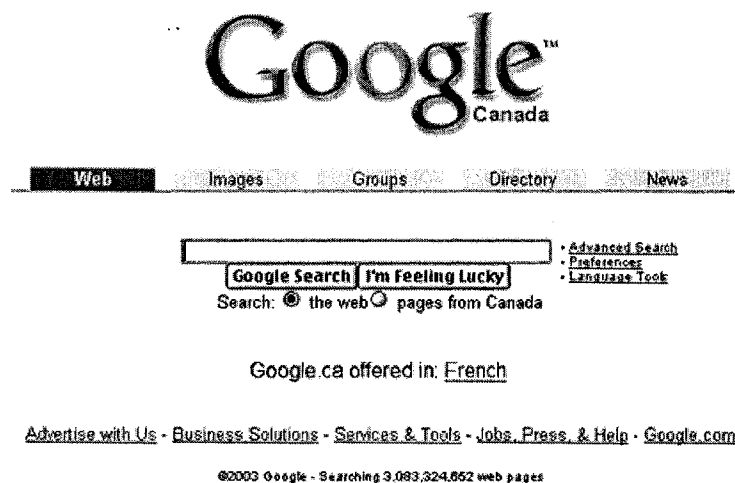 Google™
Canada
Web Images Groups Directory News
• Advanced Search
• Preferences
• Language Tools
Google Search I'm Feeling Lucky
Search: the web pages from Canada
Google.ca offered in: French
Advertise with Us - Business Solutions - Services & Tools - Jobs, Press, & Help - Google.com
©2003 Google - Searching 3,083,324,652 web pages